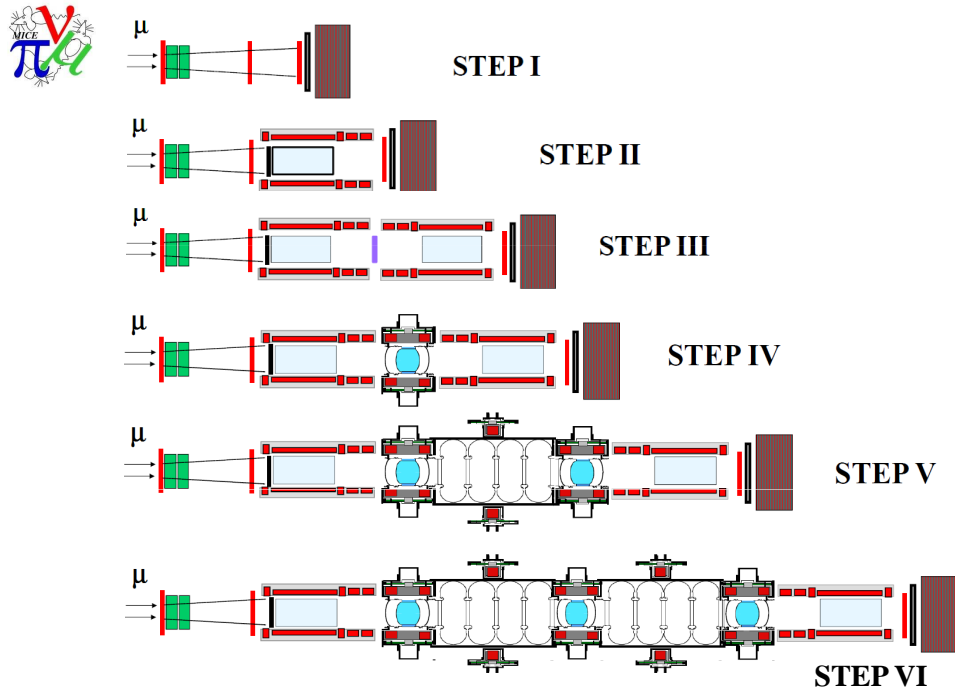 MICE
ν
π
μ
μ
STEP I
μ
STEP II
μ
STEP III
μ
STEP IV
μ
STEP V
μ
STEP VI